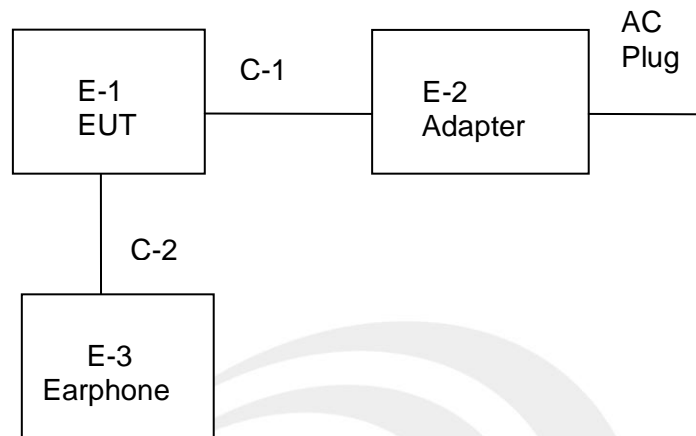 AC
Plug
C-1
E-1
EUT
E-2
Adapter
C-2
E-3
Earphone